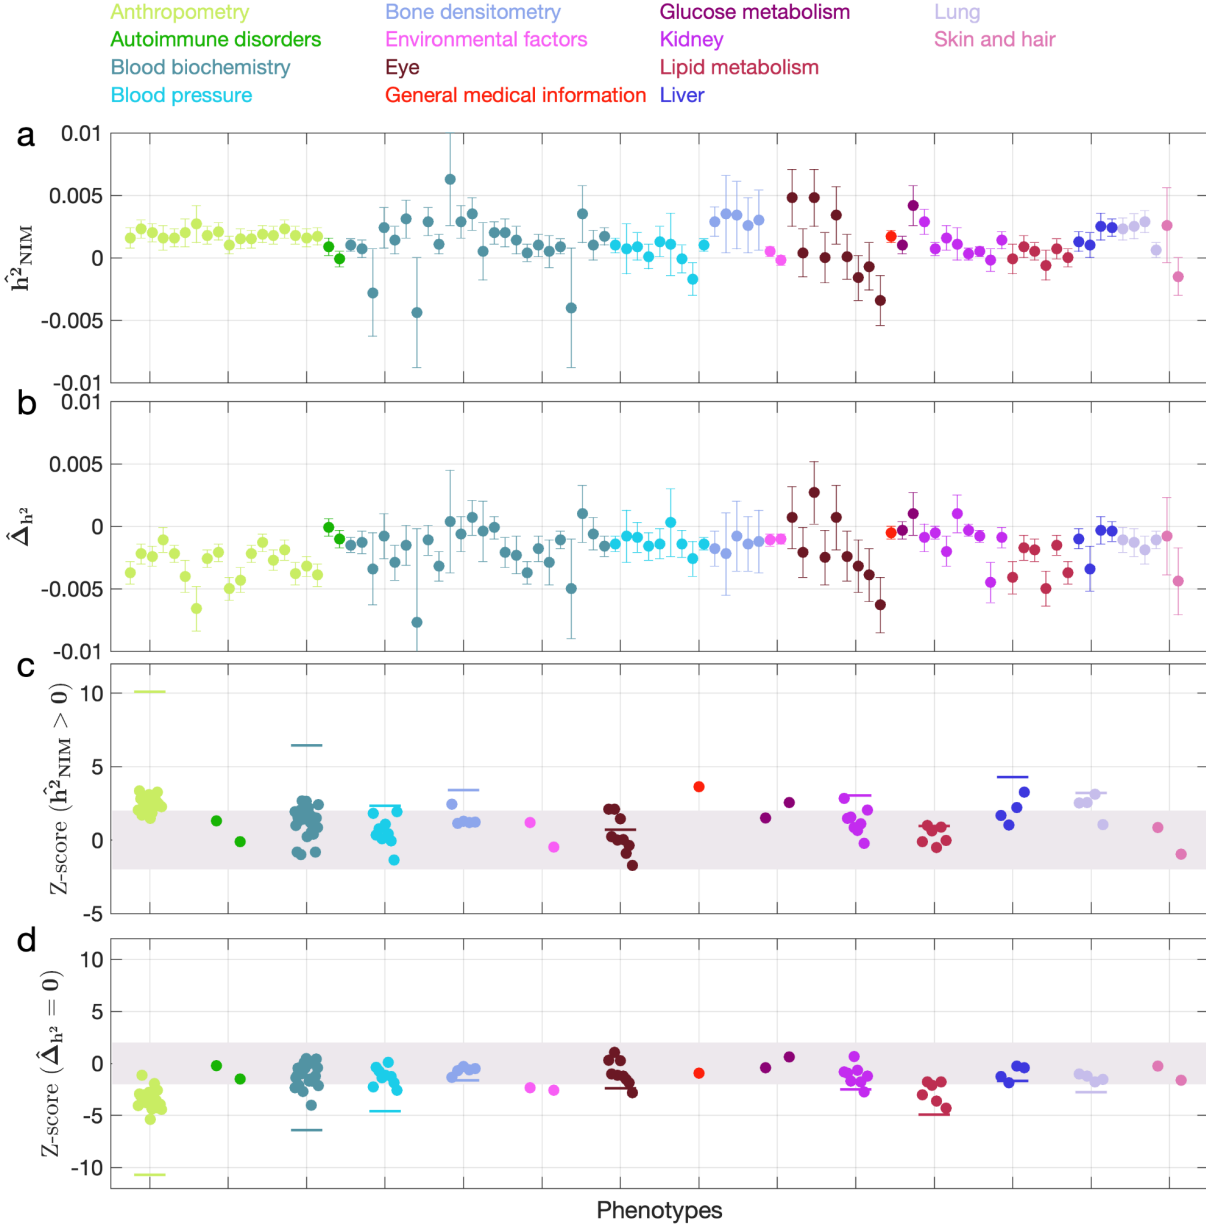 Anthropometry Bone densitometry Glucose metabolism Lung
Autoimmune disorders Environmental factors Kidney Skin and hair
Blood biochemistry Eye Lipid metabolism
Blood pressure General medical information Liver
a
0.01
0.005
0
-0.005
-0.01
ĥ²NIM
b
0.01
0.005
0
-0.005
-0.01
Δ̂h²
c
10
5
0
-5
Z-score (ĥ²NIM > 0)
d
10
5
0
-5
-10
Z-score (Δ̂h² = 0)
Phenotypes